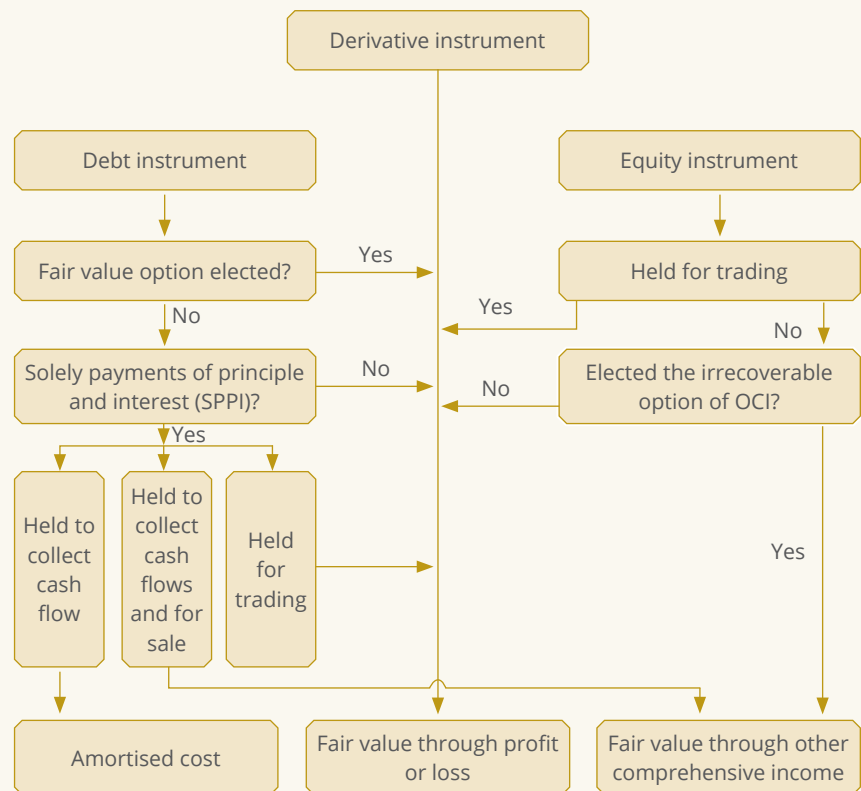 Derivative instrument
Debt instrument
Equity instrument
Fair value option elected?
Yes
Held for trading
Yes
No
No
Solely payments of principle
and interest (SPPI)?
No
No
Elected the irrecoverable
option of OCI?
Yes
Held to
collect
cash
flow
Held to
collect
cash
flows
and for
sale
Held
for
trading
Yes
Amortised cost
Fair value through profit
or loss
Fair value through other
comprehensive income